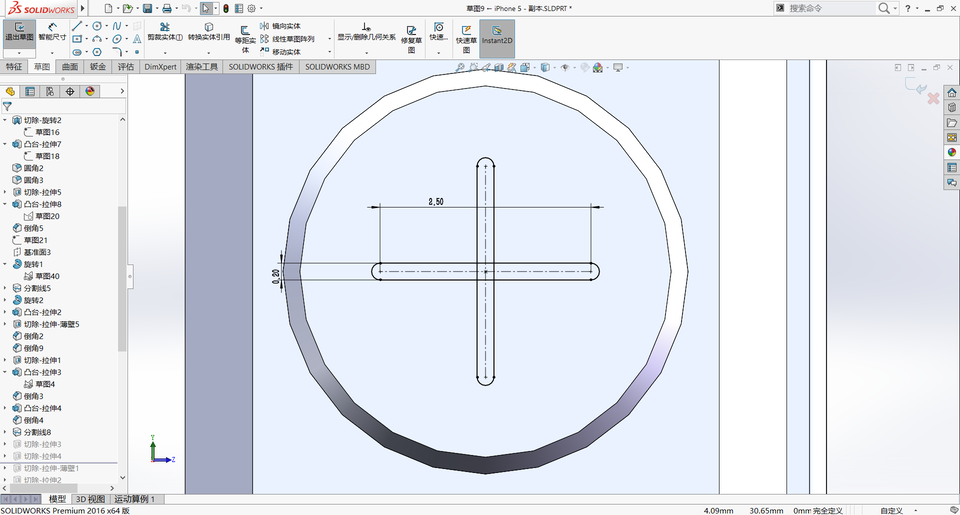 SOLIDWORKS
草图9 — iPhone 5 - 副本.SLDPRT *
搜索命令
退出草图
智能尺寸
剪裁实体(I)
转换实体引用
等距实体
镜向实体
线性草图阵列
移动实体
显示/删除几何关系
修复草图
快速...
快速草图
Instant2D
特征
草图
曲面
钣金
评估
DimXpert
渲染工具
SOLIDWORKS 插件
SOLIDWORKS MBD
切除-旋转2
草图16
凸台-拉伸7
草图18
圆角2
圆角3
切除-拉伸5
凸台-拉伸8
草图20
倒角5
草图21
基准面3
旋转1
草图40
分割线5
旋转2
凸台-拉伸2
切除-拉伸-薄壁5
倒角2
倒角9
切除-拉伸1
凸台-拉伸3
草图4
倒角3
凸台-拉伸4
倒角4
分割线8
切除-拉伸3
切除-拉伸4
切除-拉伸-薄壁1
切除-拉伸2
2,50
0,20
Y
Z
模型
3D 视图
运动算例 1
SOLIDWORKS Premium 2016 x64 版
4.09mm
30.65mm
0mm 完全定义
自定义